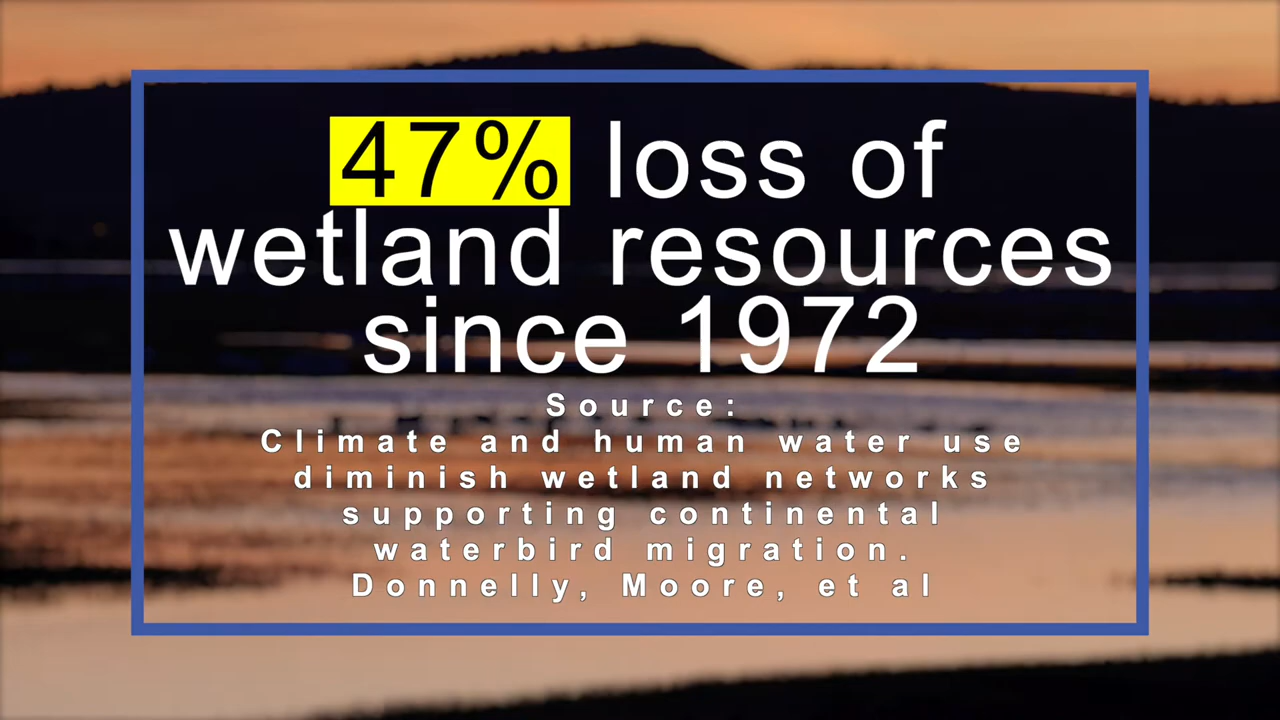 47% loss of
wetland resources
since 1972
Source:
Climate and human water use
diminish wetland networks
supporting continental
waterbird migration.
Donnelly, Moore, et al